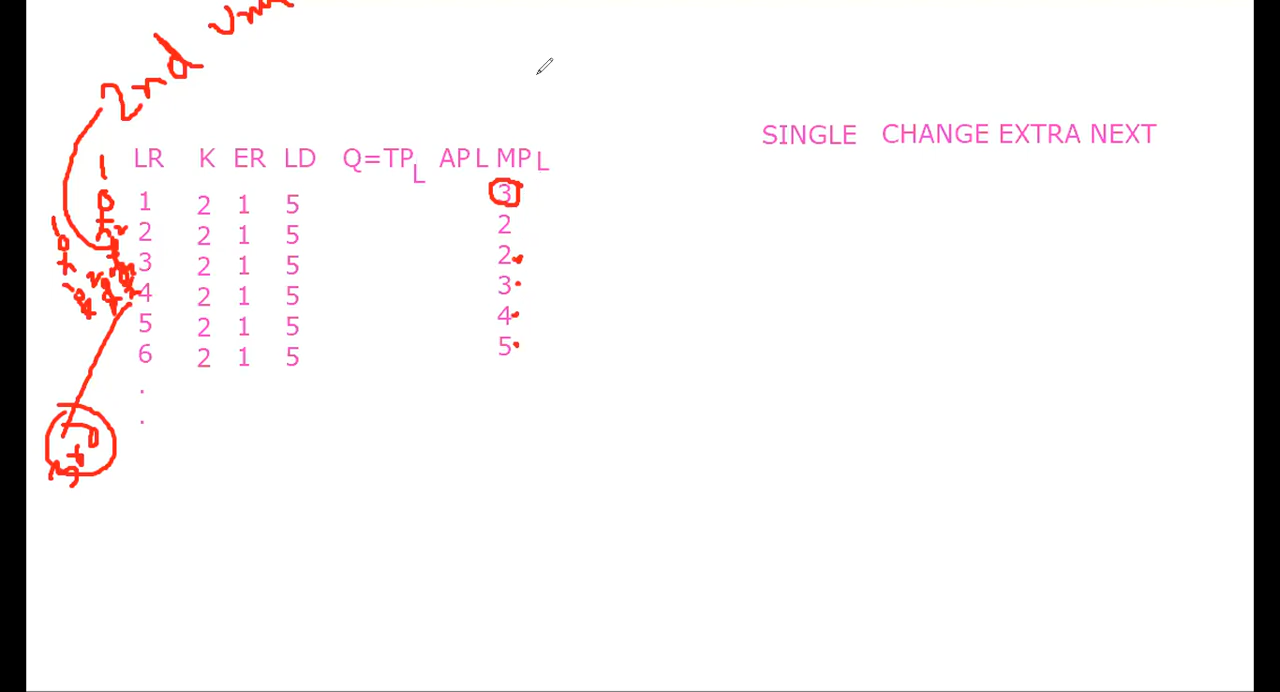 2nd
SINGLE CHANGE EXTRA NEXT
LR K ER LD Q=TPL APL MPL
1 2 1 5 3
2 2 1 5 2
3 2 1 5 2
4 2 1 5 3
5 2 1 5 4
6 2 1 5 5
.
.